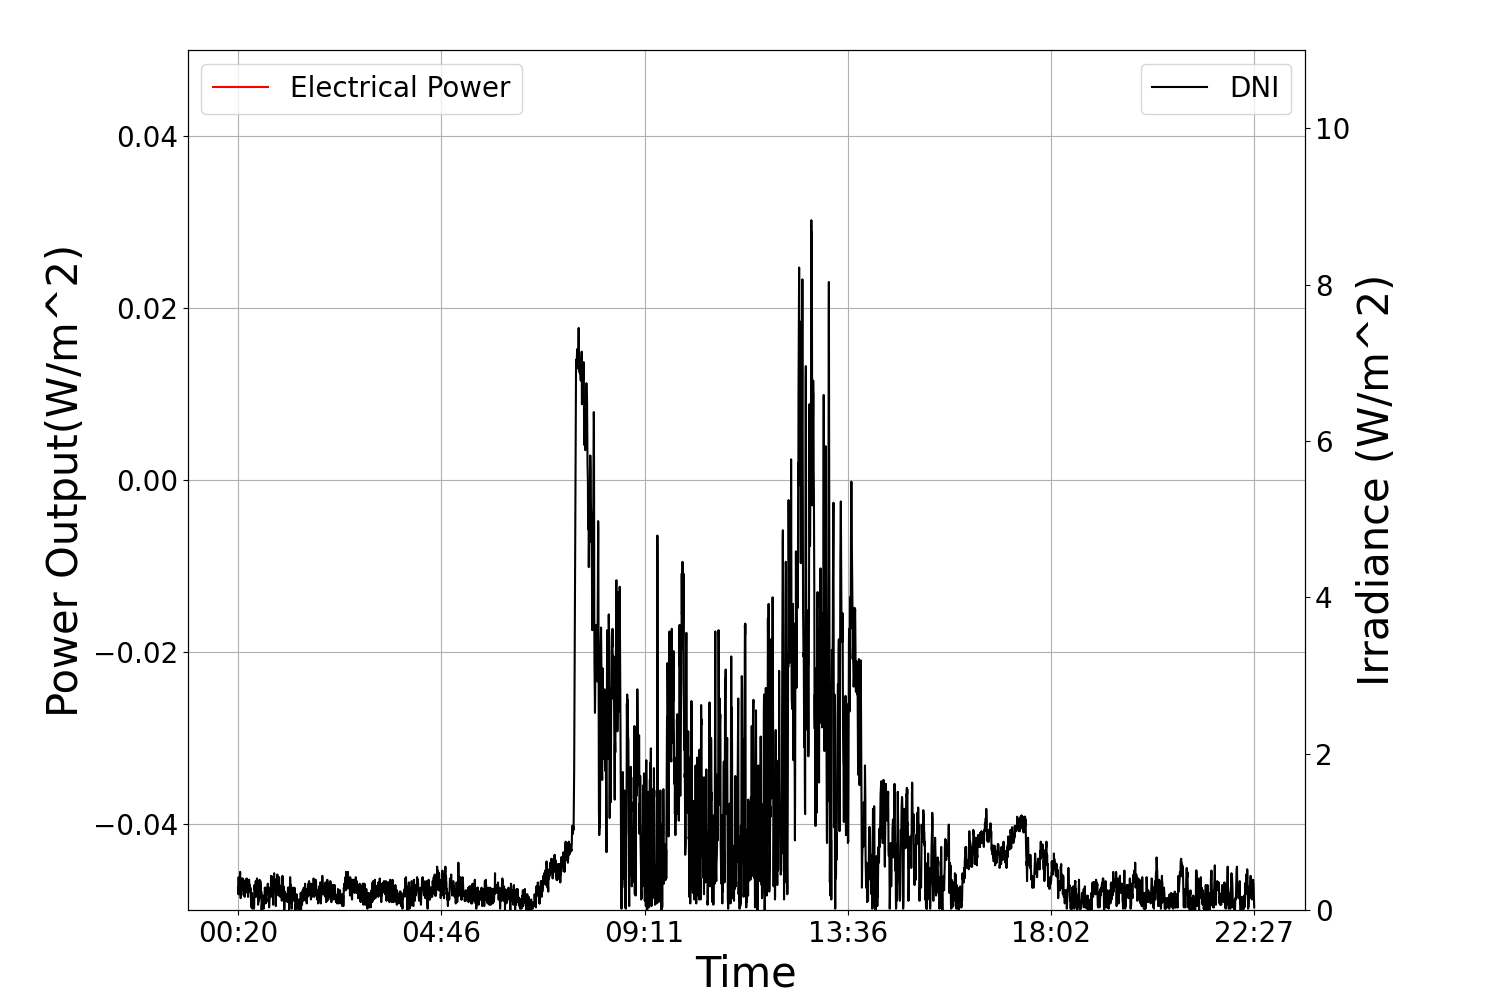 Electrical Power
DNI
0.04
0.02
0.00
−0.02
−0.04
Power Output(W/m^2)
10
8
6
4
2
0
Irradiance (W/m^2)
00:20 04:46 09:11 13:36 18:02 22:27
Time